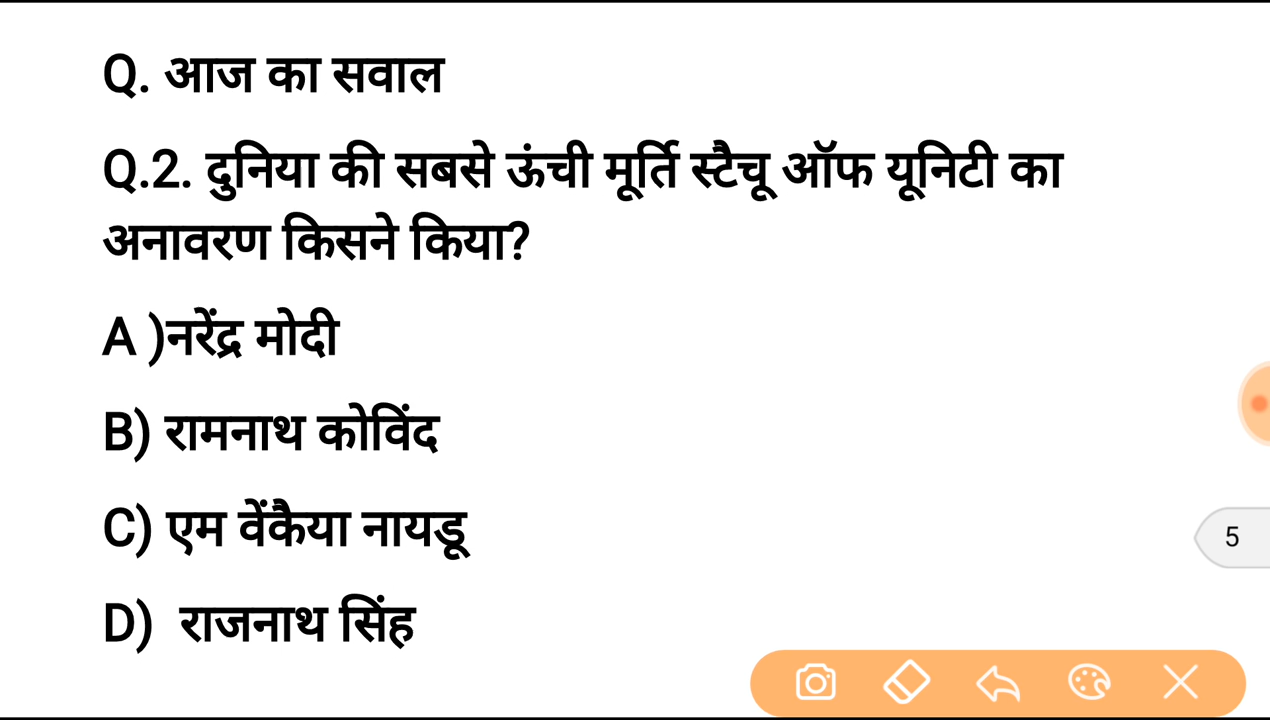 Q. आज का सवाल
Q.2. दुनिया की सबसे ऊंची मूर्ति स्टैचू ऑफ यूनिटी का
अनावरण किसने किया?
A )नरेंद्र मोदी
B) रामनाथ कोविंद
C) एम वेंकैया नायडू
5
D) राजनाथ सिंह